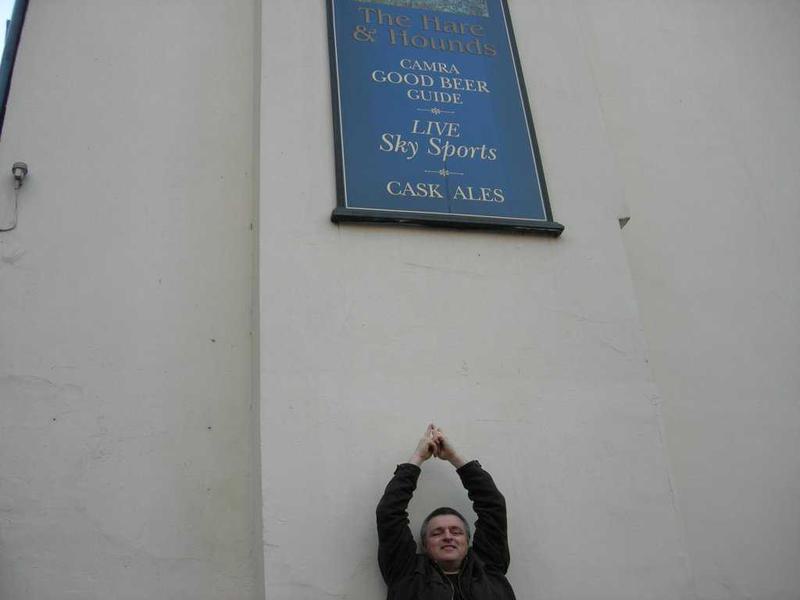 The Hare
& Hounds
CAMRA
GOOD BEER
GUIDE
LIVE
Sky Sports
CASK ALES